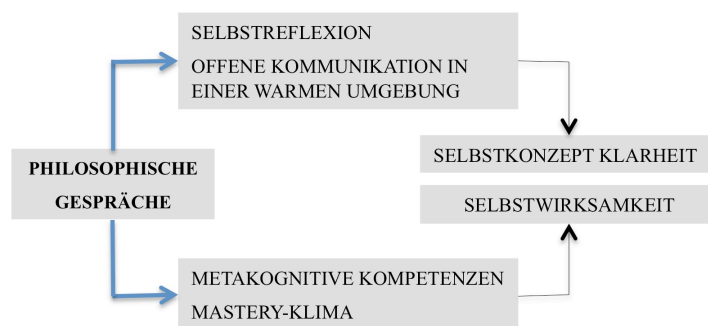 SELBSTREFLEXION
OFFENE KOMMUNIKATION IN
EINER WARMEN UMGEBUNG
PHILOSOPHISCHE
GESPRÄCHE
SELBSTKONZEPT KLARHEIT
SELBSTWIRKSAMKEIT
METAKOGNITIVE KOMPETENZEN
MASTERY-KLIMA